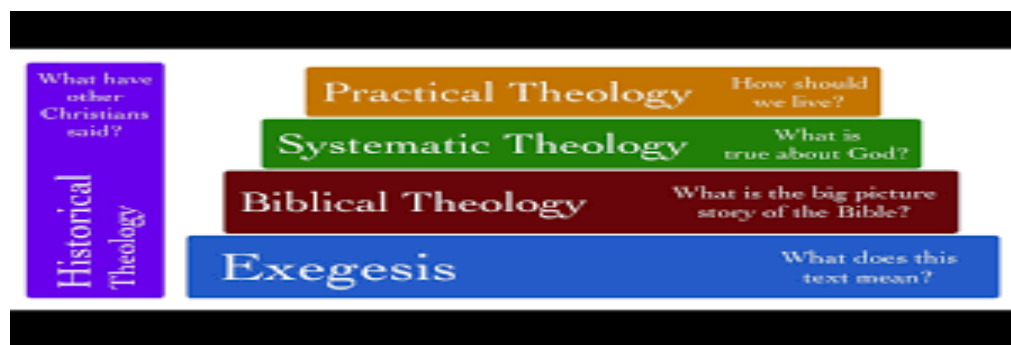 What have
other
Christians
said?
Historical
Theology
Practical Theology
How should
we live?
Systematic Theology
What is
true about God?
Biblical Theology
What is the big picture
story of the Bible?
Exegesis
What does this
text mean?